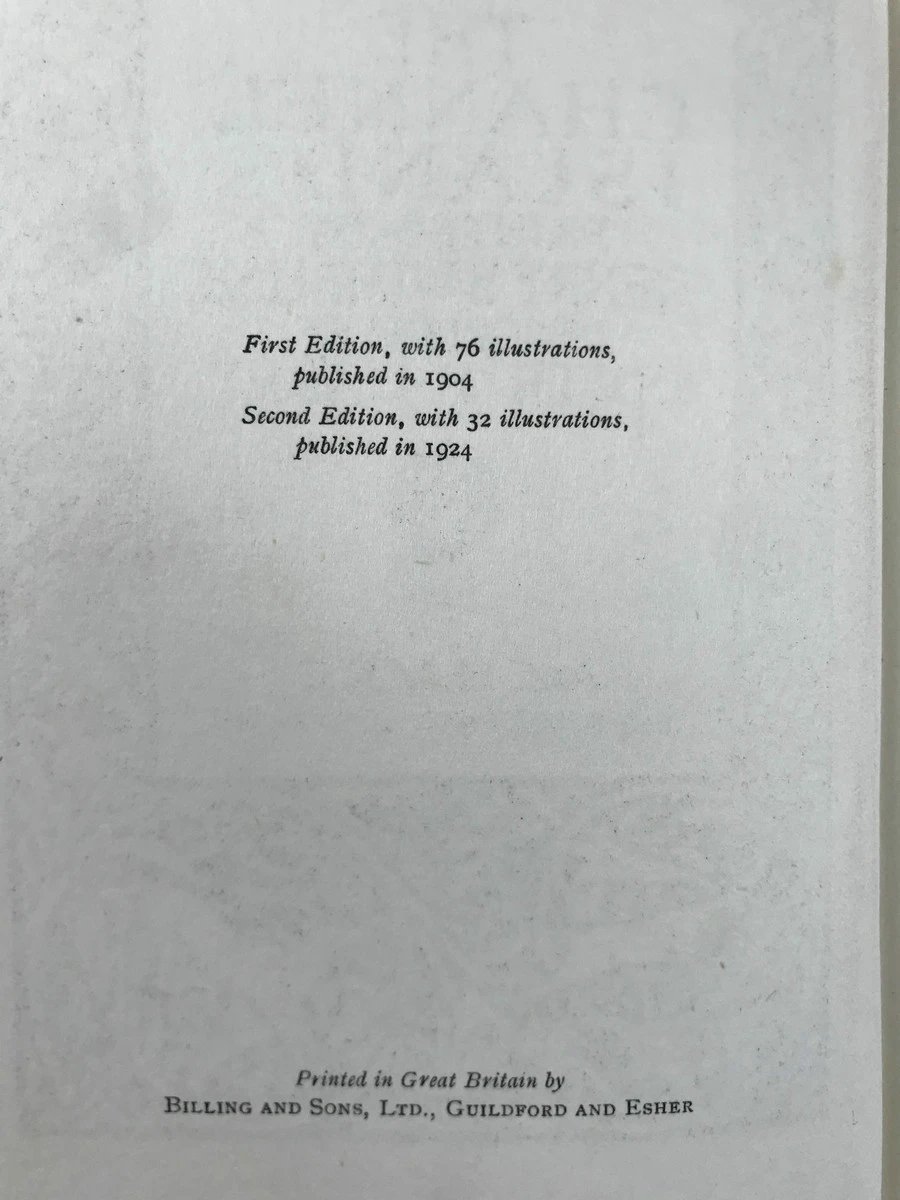 First Edition, with 76 illustrations,
published in 1904
Second Edition, with 32 illustrations,
published in 1924
Printed in Great Britain by
Billing and Sons, Ltd., Guildford and Esher